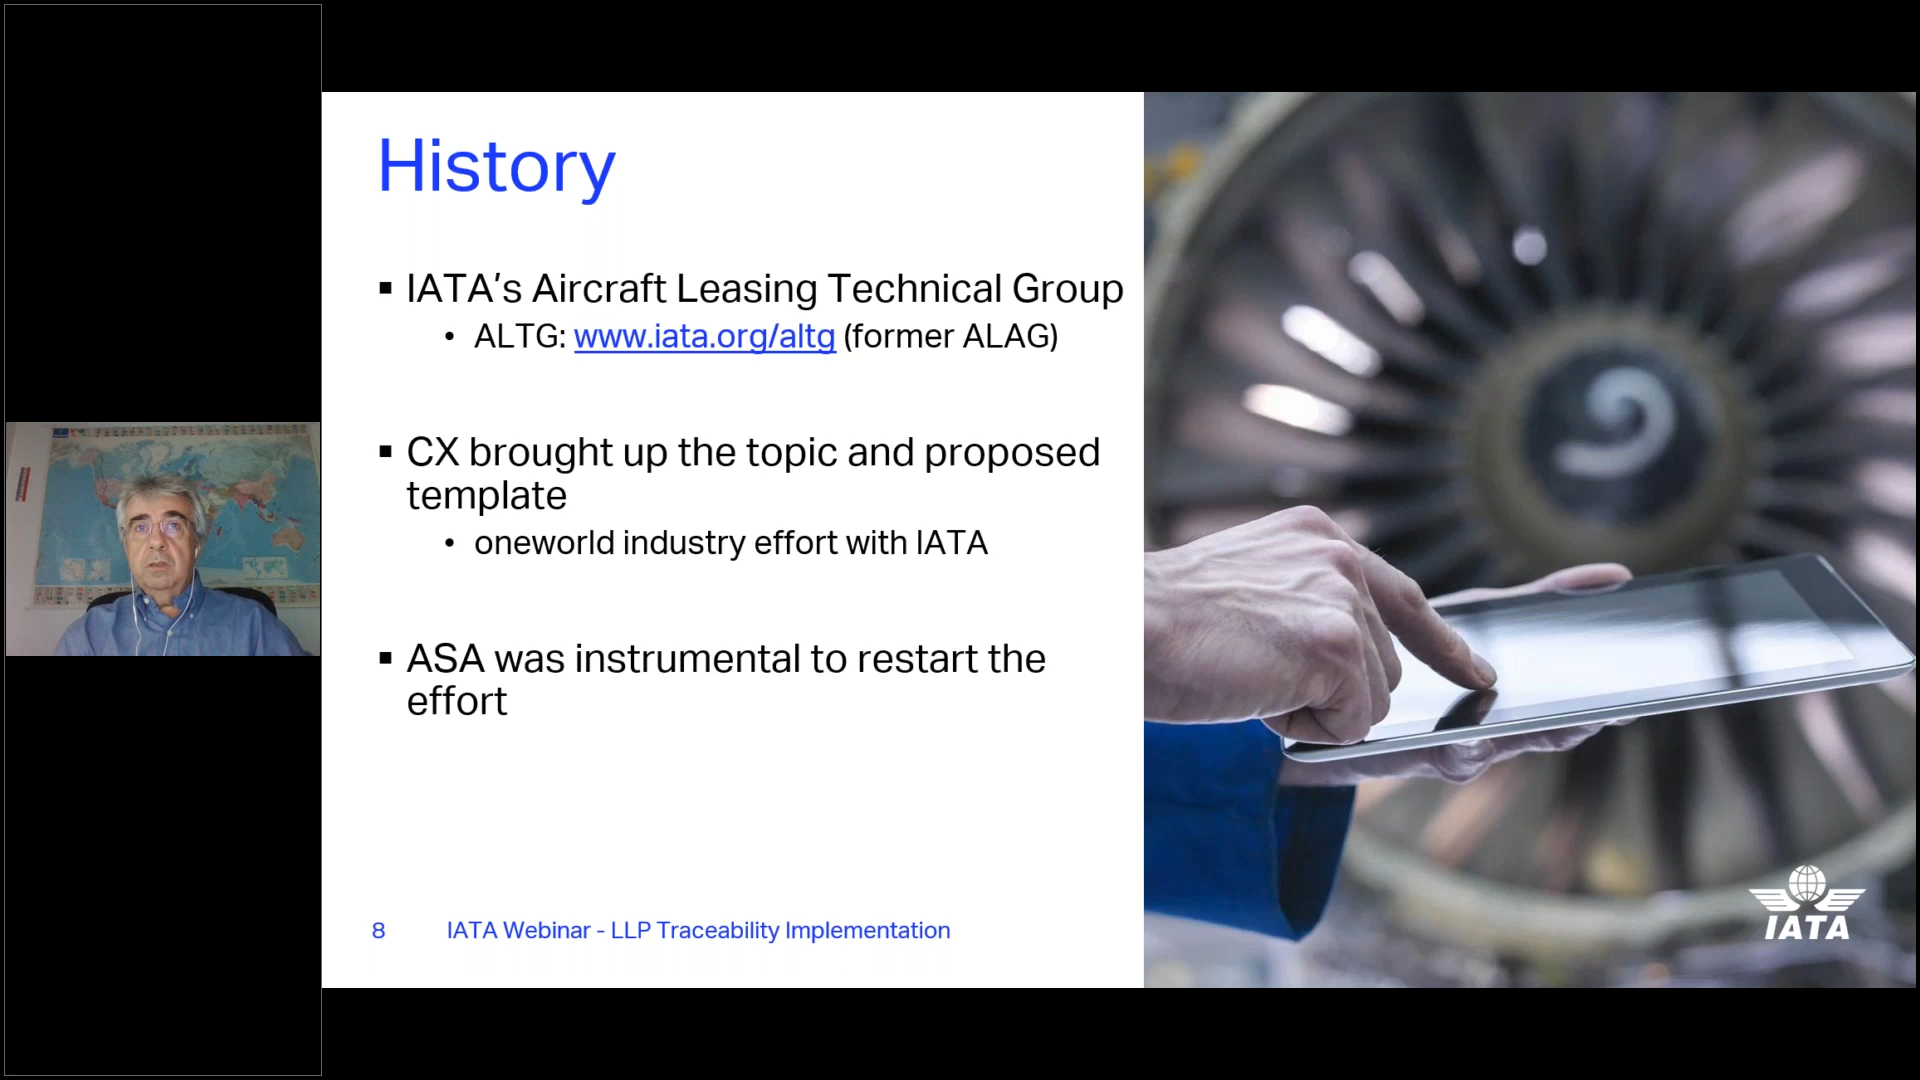 History
▪ IATA's Aircraft Leasing Technical Group
• ALTG: www.iata.org/altg (former ALAG)
▪ CX brought up the topic and proposed
template
• oneworld industry effort with IATA
▪ ASA was instrumental to restart the
effort
8 IATA Webinar - LLP Traceability Implementation
IATA